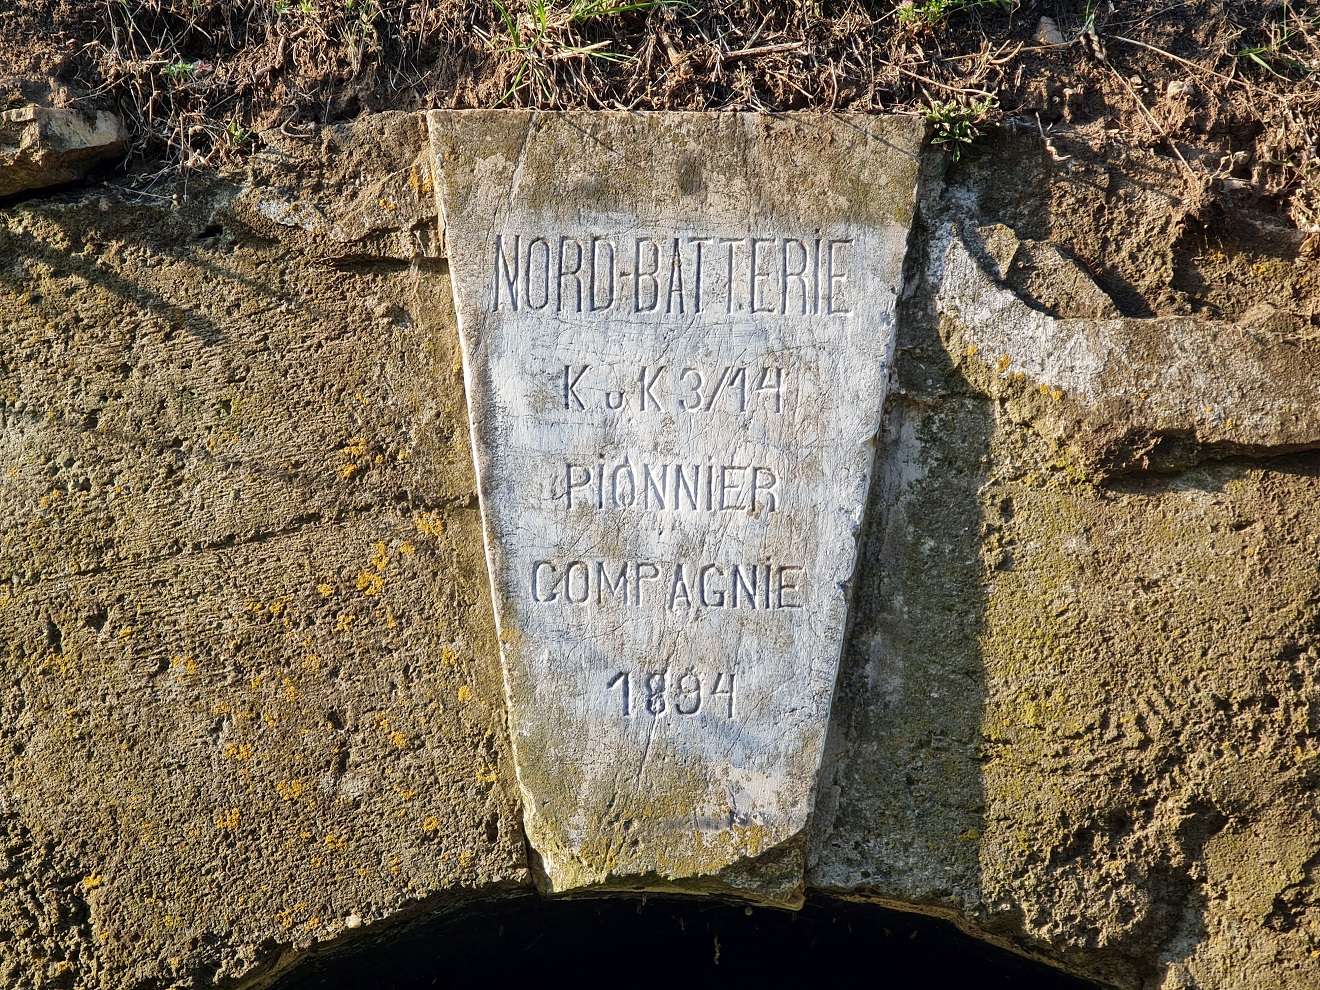 NORD-BATTERIE
K u K 3/14
PIONNIER
COMPAGNIE
1894